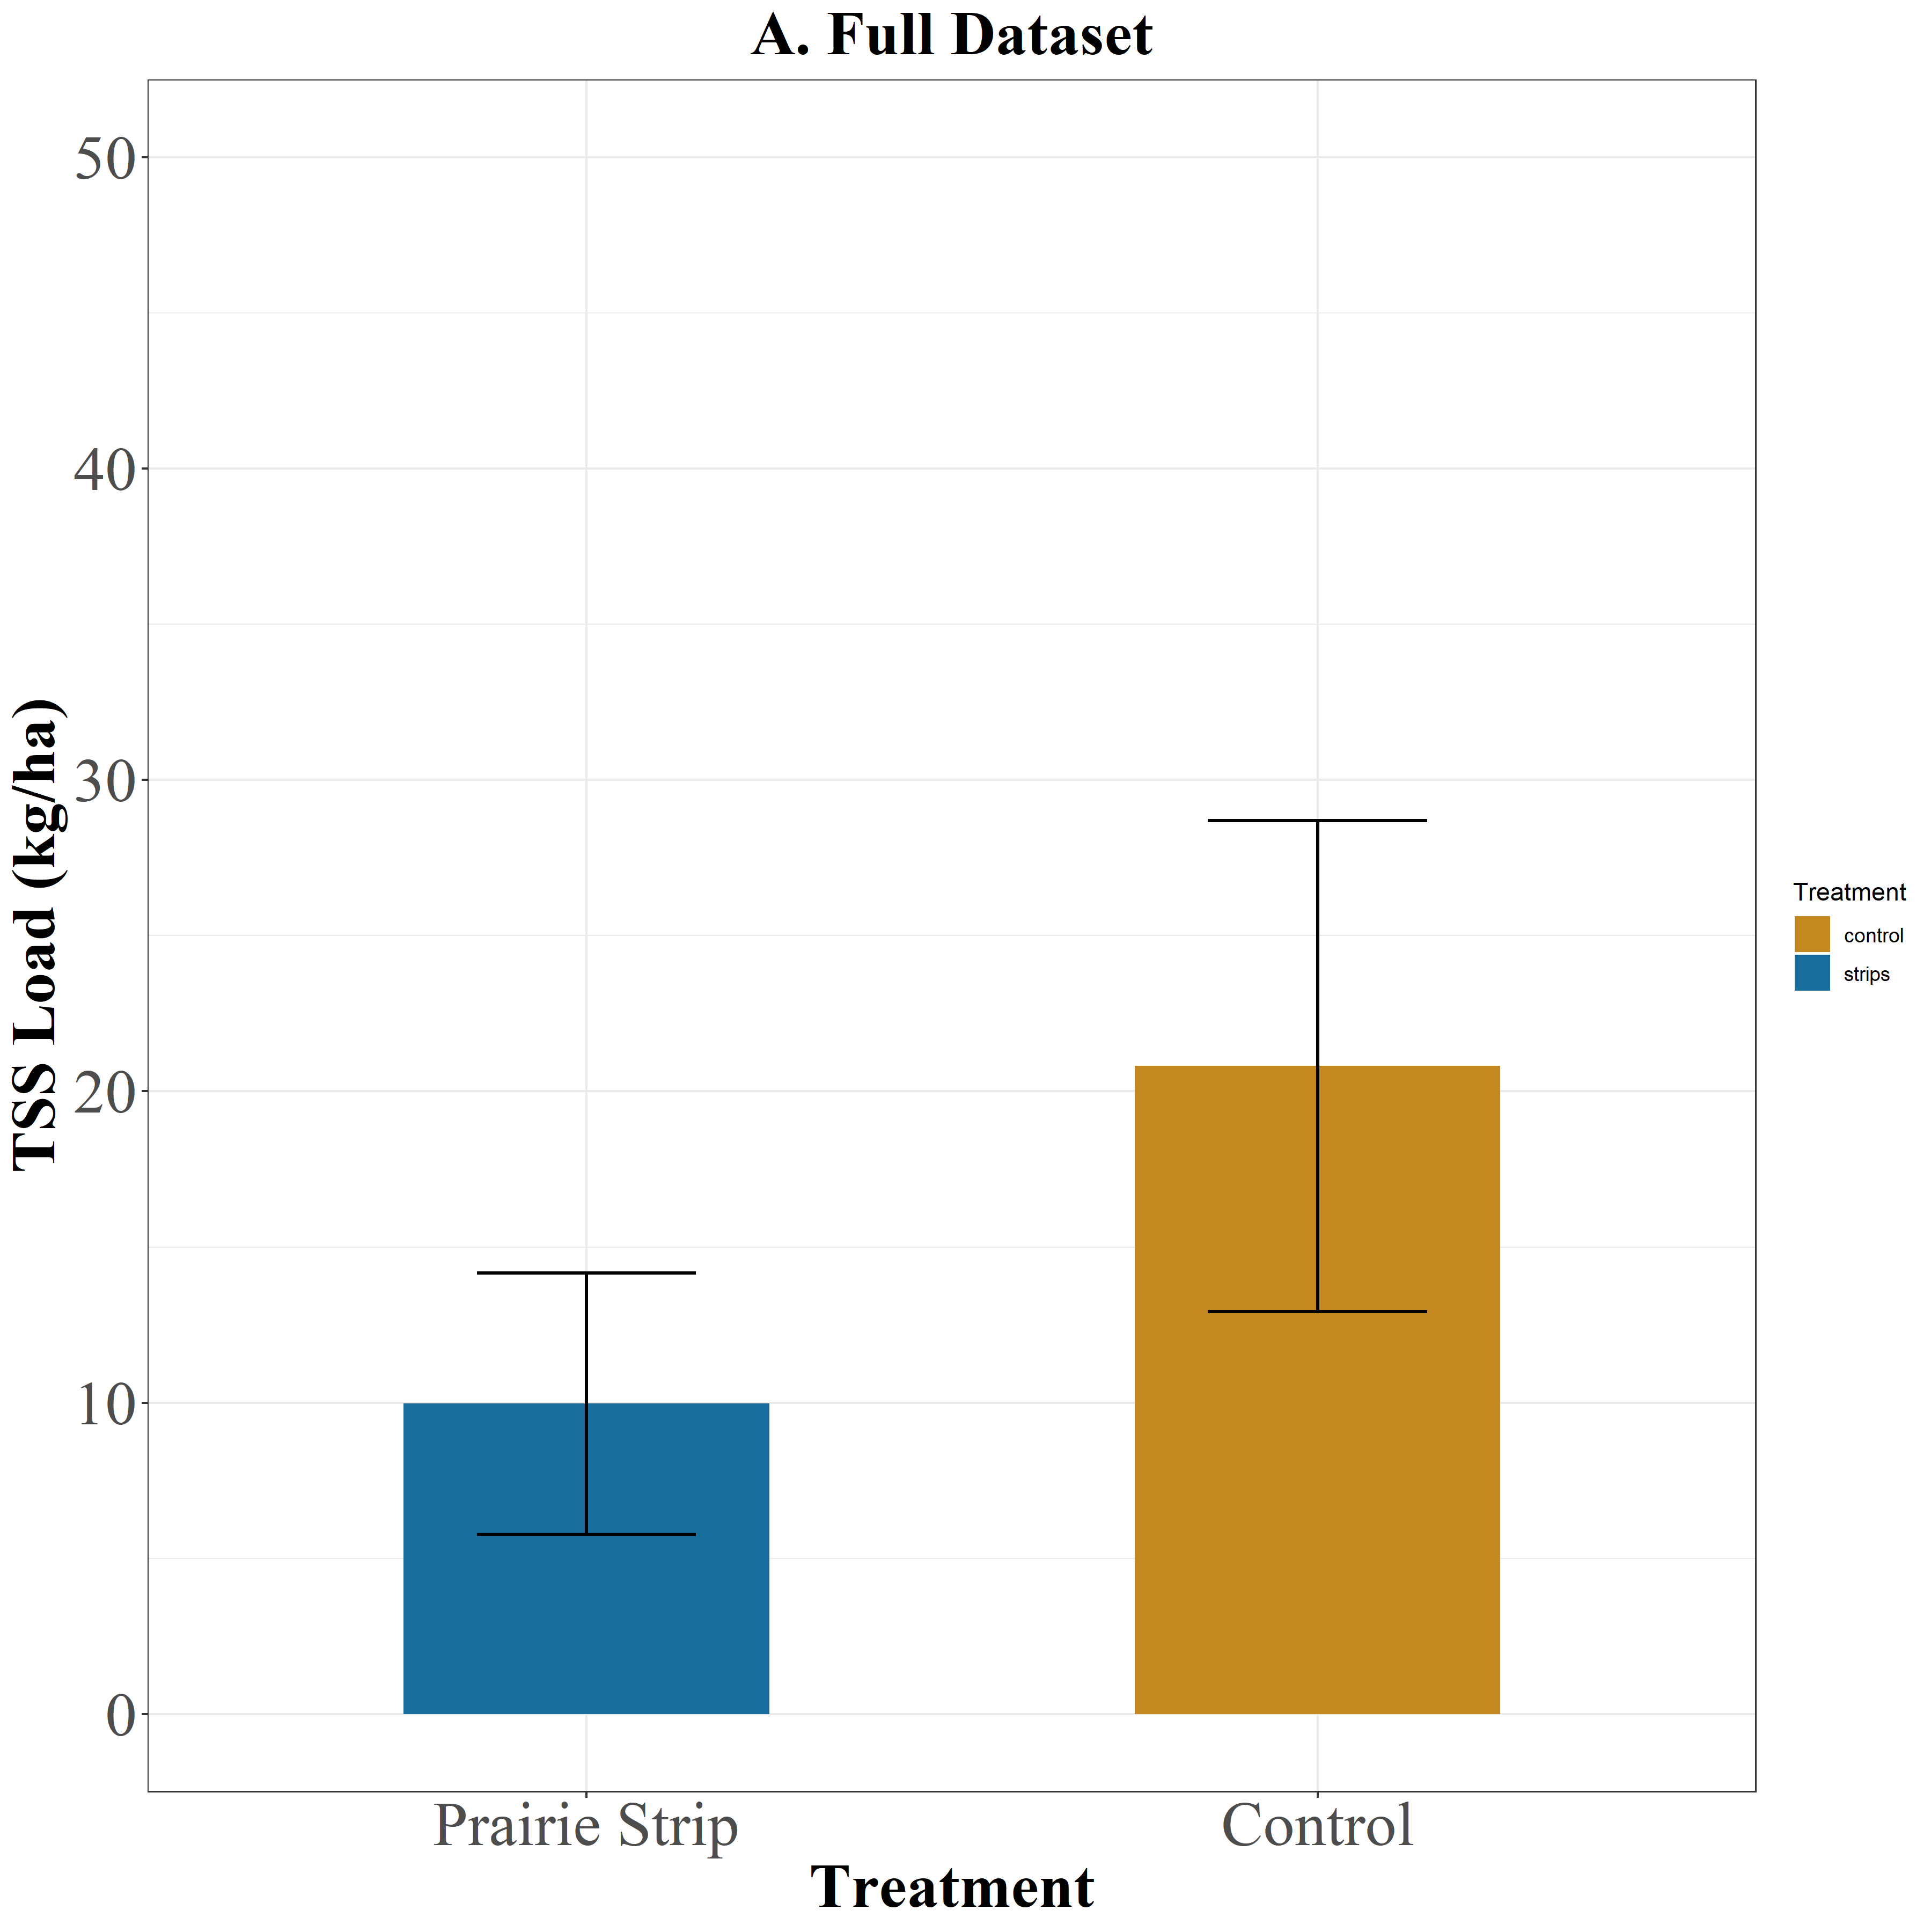 A. Full Dataset
TSS Load (kg/ha)
50
40
30
20
10
0
Prairie Strip
Control
Treatment
Treatment
control
strips